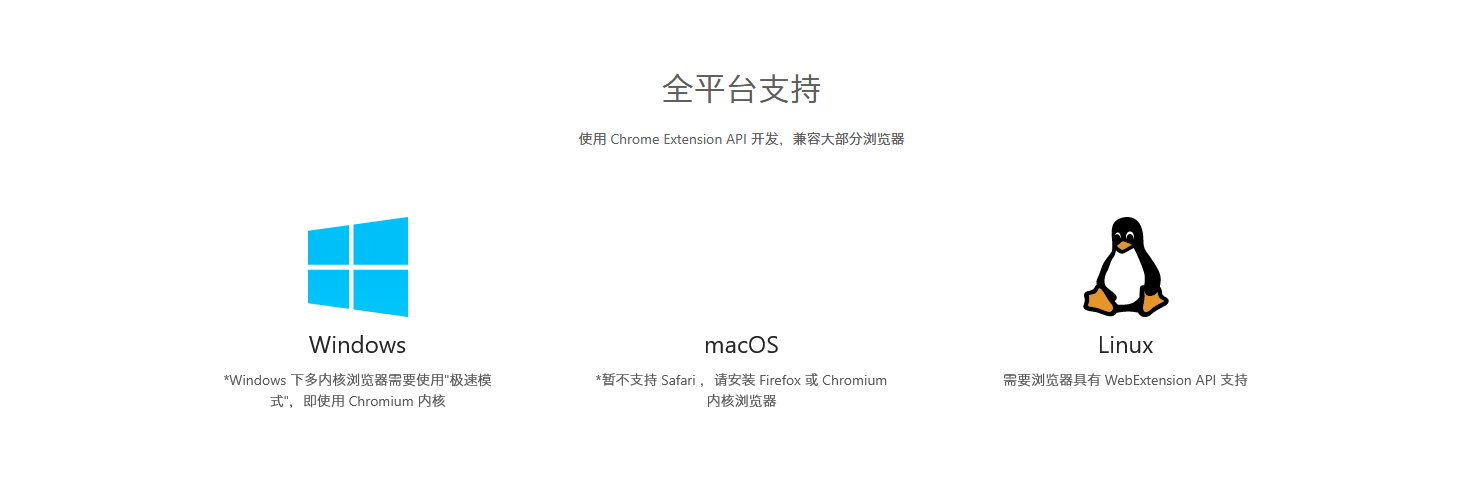 全平台支持
使用 Chrome Extension API 开发，兼容大部分浏览器
Windows
*Windows 下多内核浏览器需要使用"极速模
式"，即使用 Chromium 内核
macOS
*暂不支持 Safari ，请安装 Firefox 或 Chromium
内核浏览器
Linux
需要浏览器具有 WebExtension API 支持